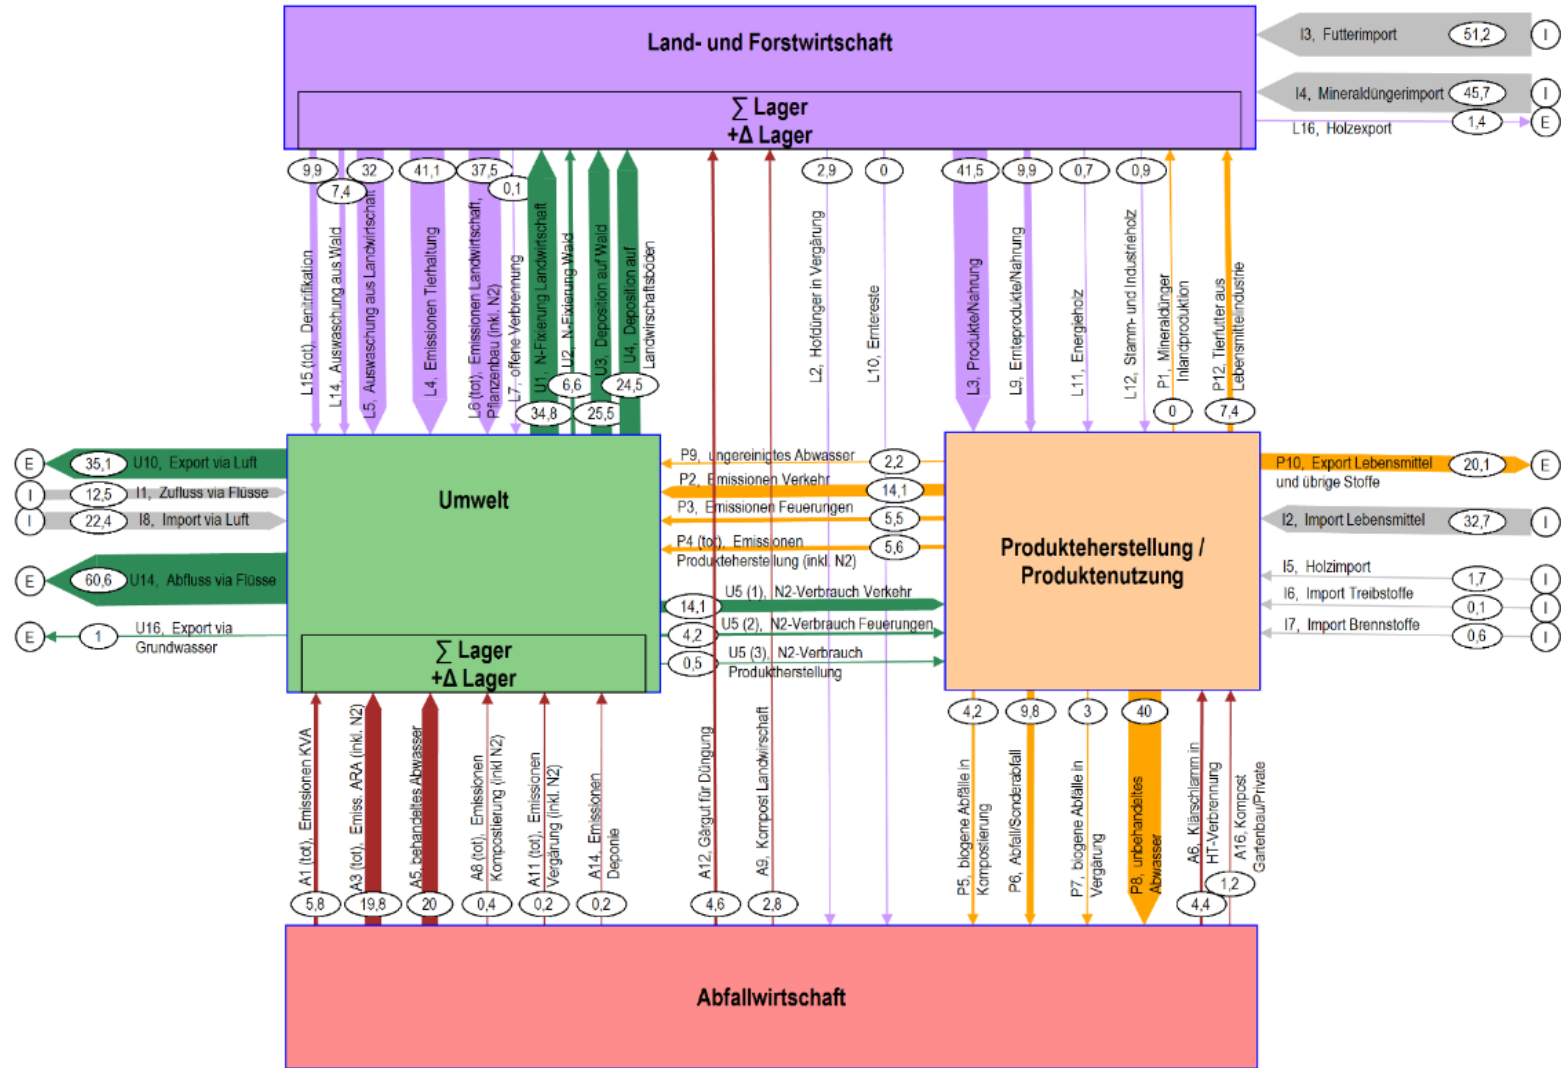 Land- und Forstwirtschaft
∑ Lager
+Δ Lager
I3, Futterimport 51,2 I
I4, Mineraldüngerimport 45,7 I
L16, Holzexport 1,4 E
9,9
L15 (tot), Denitrifikation
7,4
L14, Auswaschung aus Wald
32
L5, Auswaschung aus Landwirtschaft
41,1
L4, Emissionen Tierhaltung
37,5
L6 (tot), Emissionen Landwirtschaft,
Pflanzenbau (inkl. N2)
0,1
L7, offene Verbrennung
U1, N-Fixierung Landwirtschaft
34,8
U2, N-Fixierung Wald
6,6
U3, Deposition auf Wald
25,5
U4, Deposition auf
Landwirschaftsböden
24,5
2,9
L2, Hofdünger in Vergärung
0
L10, Erntereste
41,5
L3, Produkte/Nahrung
9,9
L9, Ernteprodukte/Nahrung
0,7
L11, Energieholz
0,9
L12, Stamm- und Industrieholz
P1, Mineraldünger
Inlandproduktion
0
P12, Tierfutter aus
Lebensmittelindustrie
7,4
E 35,1 U10, Export via Luft
I 12,5 I1, Zufluss via Flüsse
I 22,4 I8, Import via Luft
E 60,6 U14, Abfluss via Flüsse
E 1 U16, Export via
Grundwasser
Umwelt
∑ Lager
+Δ Lager
P9, ungereinigtes Abwasser 2,2
P2, Emissionen Verkehr 14,1
P3, Emissionen Feuerungen 5,5
P4 (tot), Emissionen 5,6
Produkteherstellung (inkl. N2)
14,1 U5 (1), N2-Verbrauch Verkehr
4,2 U5 (2), N2-Verbrauch Feuerungen
0,5 U5 (3), N2-Verbrauch
Produktherstellung
Produkteherstellung /
Produktenutzung
P10, Export Lebensmittel 20,1 E
und übrige Stoffe
I2, Import Lebensmittel 32,7 I
I5, Holzimport 1,7 I
I6, Import Treibstoffe 0,1 I
I7, Import Brennstoffe 0,6 I
A1 (tot), Emissionen KVA
5,8
A3 (tot), Emiss. ARA (inkl. N2)
19,8
A5, behandeltes Abwasser
20
A8 (tot), Emissionen
Kompostierung (inkl N2)
0,4
A11 (tot), Emissionen
Vergärung (inkl. N2)
0,2
A14, Emissionen
Deponie
0,2
A12, Gärgut für Düngung
4,6
A9, Kompost Landwirschaft
2,8
4,2
P5, biogene Abfälle in
Kompostierung
9,8
P6, Abfall/Sonderabfall
3
P7, biogene Abfälle in
Vergärung
40
P8, unbehandeltes
Abwasser
A6, Klärschlamm in
HT-Verbrennung
4,4
A16, Kompost
Gartenbau/Private
1,2
Abfallwirtschaft